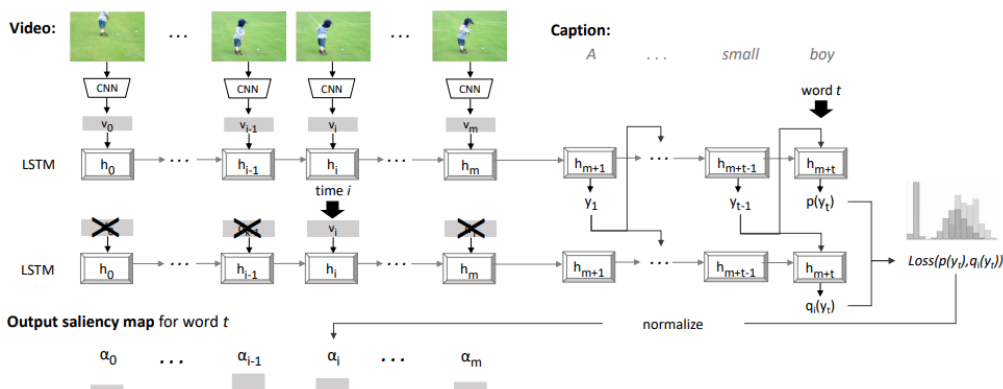 Video:
Caption:
. . .
. . .
A
. . .
small
boy
CNN
CNN
CNN
CNN
word t
v0
vi-1
vi
vm
LSTM
h0
. . .
hi-1
hi
. . .
hm
hm+1
. . .
hm+t-1
hm+t
time i
y1
yt-1
p(yt)
vi
LSTM
h0
. . .
hi-1
hi
. . .
hm
hm+1
. . .
hm+t-1
hm+t
Loss(p(yt),qi(yt))
qi(yt)
Output saliency map for word t
normalize
α0
. . .
αi-1
αi
. . .
αm